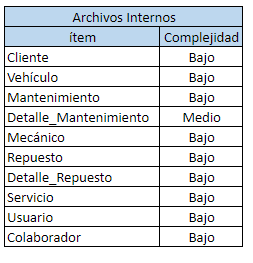 Archivos Internos
ítem Complejidad
Cliente Bajo
Vehículo Bajo
Mantenimiento Bajo
Detalle_Mantenimiento Medio
Mecánico Bajo
Repuesto Bajo
Detalle_Repuesto Bajo
Servicio Bajo
Usuario Bajo
Colaborador Bajo